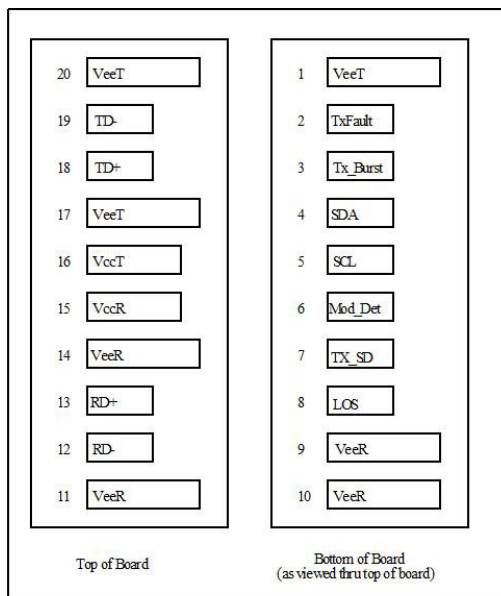 20 VeeT
19 TD-
18 TD+
17 VeeT
16 VccT
15 VccR
14 VeeR
13 RD+
12 RD-
11 VeeR
Top of Board
1 VeeT
2 TxFault
3 Tx_Burst
4 SDA
5 SCL
6 Mod_Det
7 TX_SD
8 LOS
9 VeeR
10 VeeR
Bottom of Board
(as viewed thru top of board)